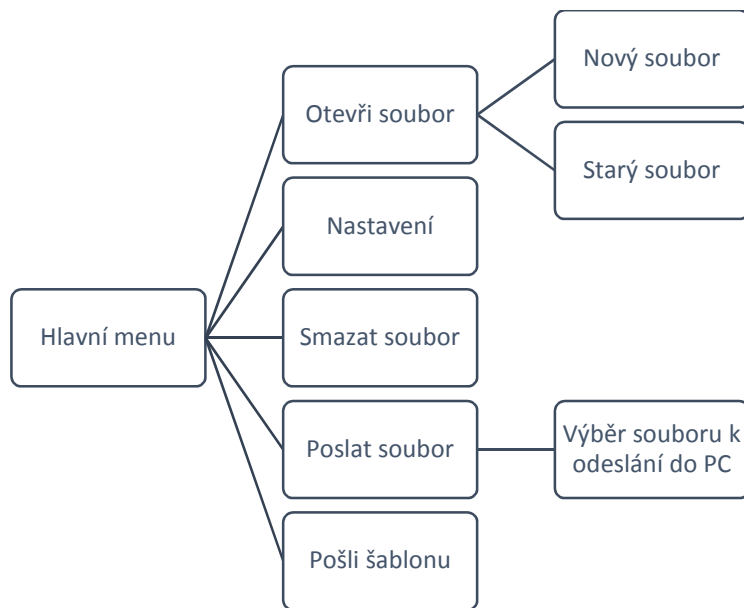 Nový soubor
Otevři soubor
Starý soubor
Nastavení
Hlavní menu
Smazat soubor
Poslat soubor
Výběr souboru k
odeslání do PC
Pošli šablonu